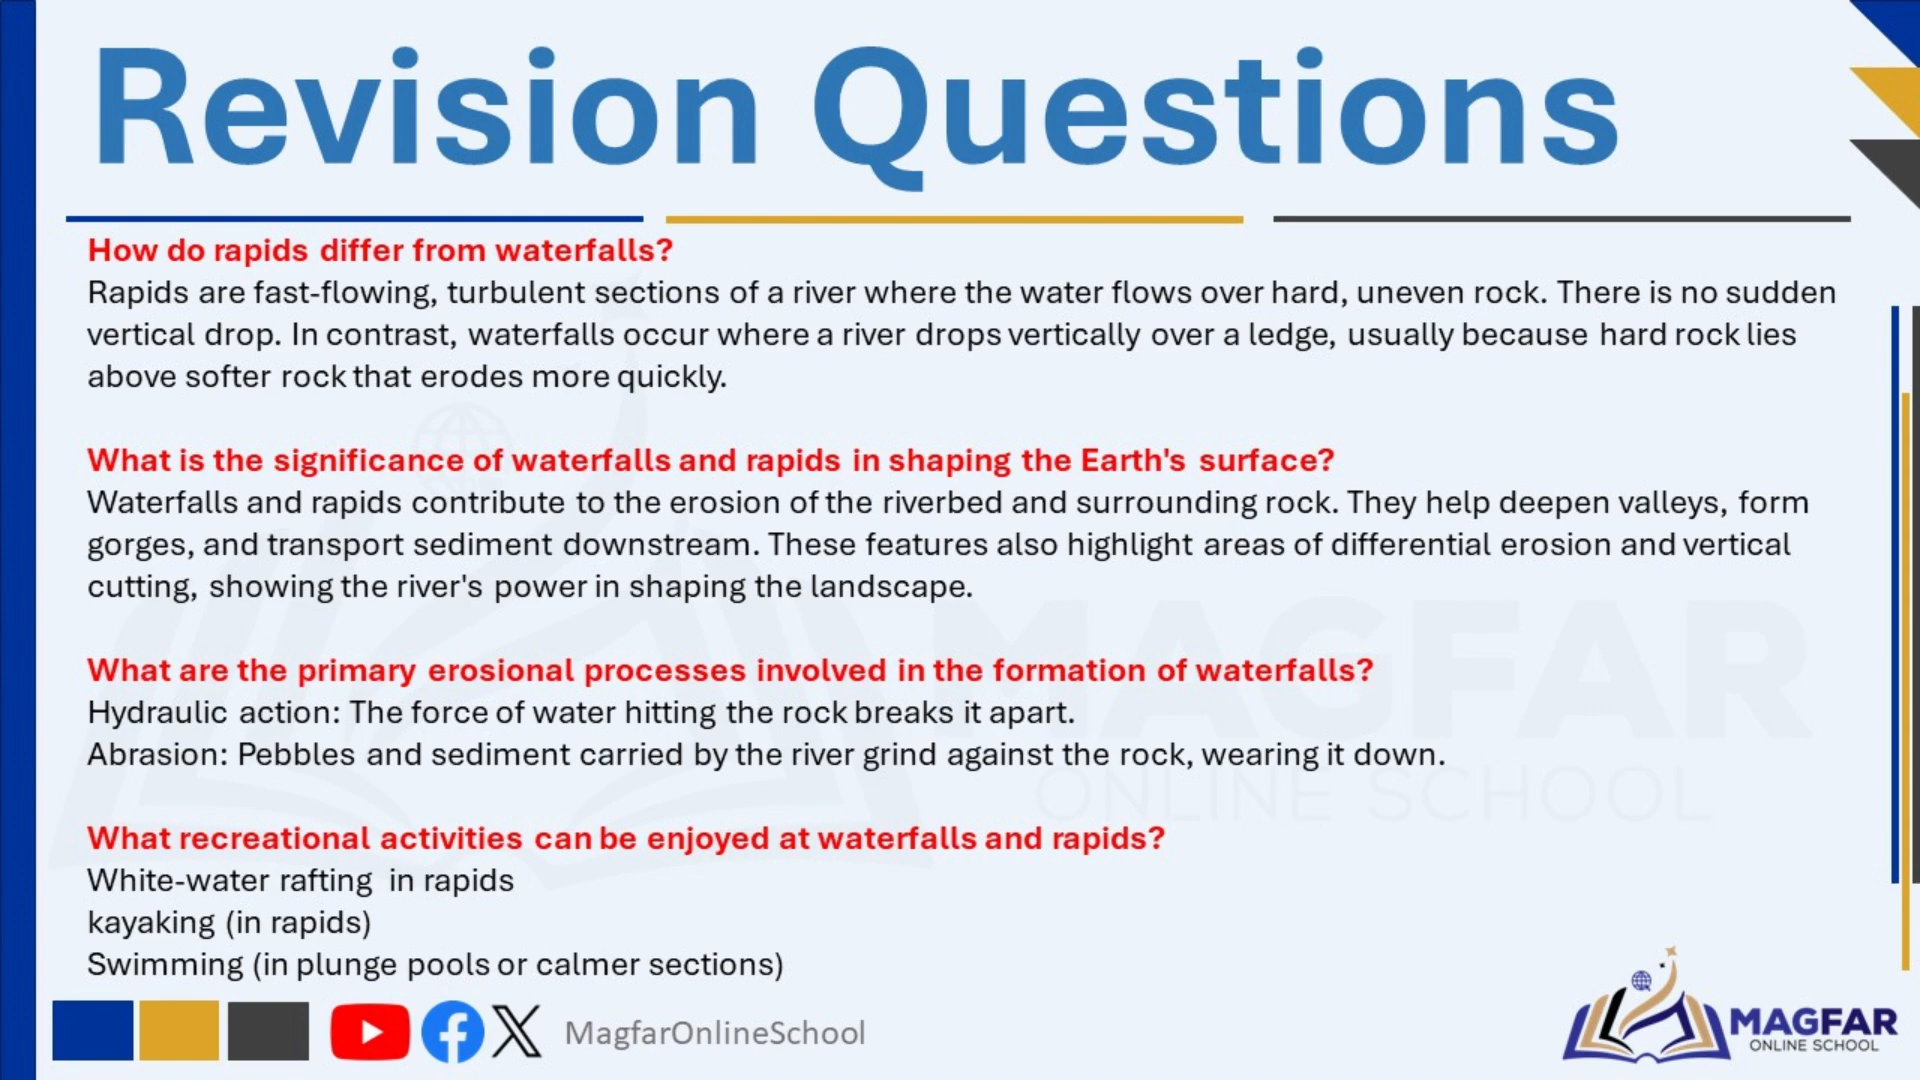 Revision Questions
How do rapids differ from waterfalls?
Rapids are fast-flowing, turbulent sections of a river where the water flows over hard, uneven rock. There is no sudden
vertical drop. In contrast, waterfalls occur where a river drops vertically over a ledge, usually because hard rock lies
above softer rock that erodes more quickly.
What is the significance of waterfalls and rapids in shaping the Earth's surface?
Waterfalls and rapids contribute to the erosion of the riverbed and surrounding rock. They help deepen valleys, form
gorges, and transport sediment downstream. These features also highlight areas of differential erosion and vertical
cutting, showing the river's power in shaping the landscape.
What are the primary erosional processes involved in the formation of waterfalls?
Hydraulic action: The force of water hitting the rock breaks it apart.
Abrasion: Pebbles and sediment carried by the river grind against the rock, wearing it down.
What recreational activities can be enjoyed at waterfalls and rapids?
White-water rafting in rapids
kayaking (in rapids)
Swimming (in plunge pools or calmer sections)
MagfarOnlineSchool
MAGFAR
ONLINE SCHOOL
MAGFAR
ONLINE SCHOOL